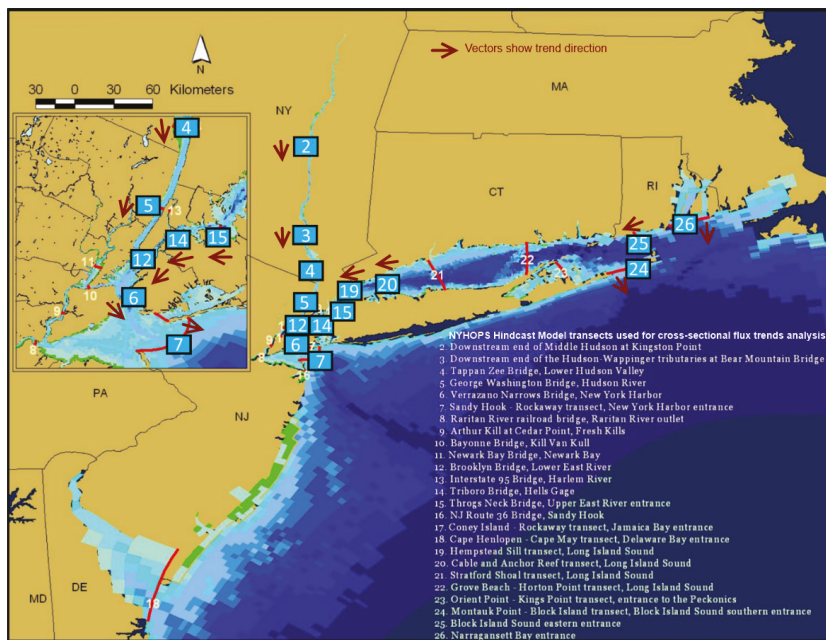 Vectors show trend direction
N
30 0 30 60 Kilometers
NY
MA
CT
RI
PA
NJ
MD
DE
4
5
13
14
15
12
11
10
6
9
8
7
2
3
4
5
12
14
15
6
7
9
8
16
19
20
21
22
23
24
25
26
18
1. NYHOPS Hindcast Model transects used for cross-sectional flux trends analysis
2. Downstream end of Middle Hudson at Kingston Point
3. Downstream end of the Hudson-Wappinger tributaries at Bear Mountain Bridge
4. Tappan Zee Bridge, Lower Hudson Valley
5. George Washington Bridge, Hudson River
6. Verrazano Narrows Bridge, New York Harbor
7. Sandy Hook - Rockaway transect, New York Harbor entrance
8. Raritan River railroad bridge, Raritan River outlet
9. Arthur Kill at Cedar Point, Fresh Kills
10. Bayonne Bridge, Kill Van Kull
11. Newark Bay Bridge, Newark Bay
12. Brooklyn Bridge, Lower East River
13. Interstate 95 Bridge, Harlem River
14. Triboro Bridge, Hells Gage
15. Throgs Neck Bridge, Upper East River entrance
16. NJ Route 36 Bridge, Sandy Hook
17. Coney Island - Rockaway transect, Jamaica Bay entrance
18. Cape Henlopen - Cape May transect, Delaware Bay entrance
19. Hempstead Sill transect, Long Island Sound
20. Cable and Anchor Reef transect, Long Island Sound
21. Stratford Shoal transect, Long Island Sound
22. Grove Beach - Horton Point transect, Long Island Sound
23. Orient Point - Kings Point transect, entrance to the Peckonics
24. Montauk Point - Block Island transect, Block Island Sound southern entrance
25. Block Island Sound eastern entrance
26. Narragansett Bay entrance